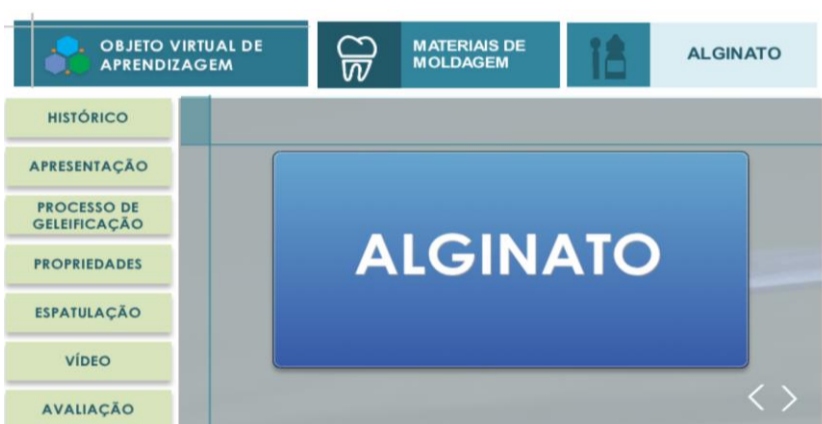 OBJETO VIRTUAL DE
APRENDIZAGEM
MATERIAIS DE
MOLDAGEM
ALGINATO
HISTÓRICO
APRESENTAÇÃO
PROCESSO DE
GELEIFICAÇÃO
PROPRIEDADES
ESPATULAÇÃO
VÍDEO
AVALIAÇÃO
ALGINATO